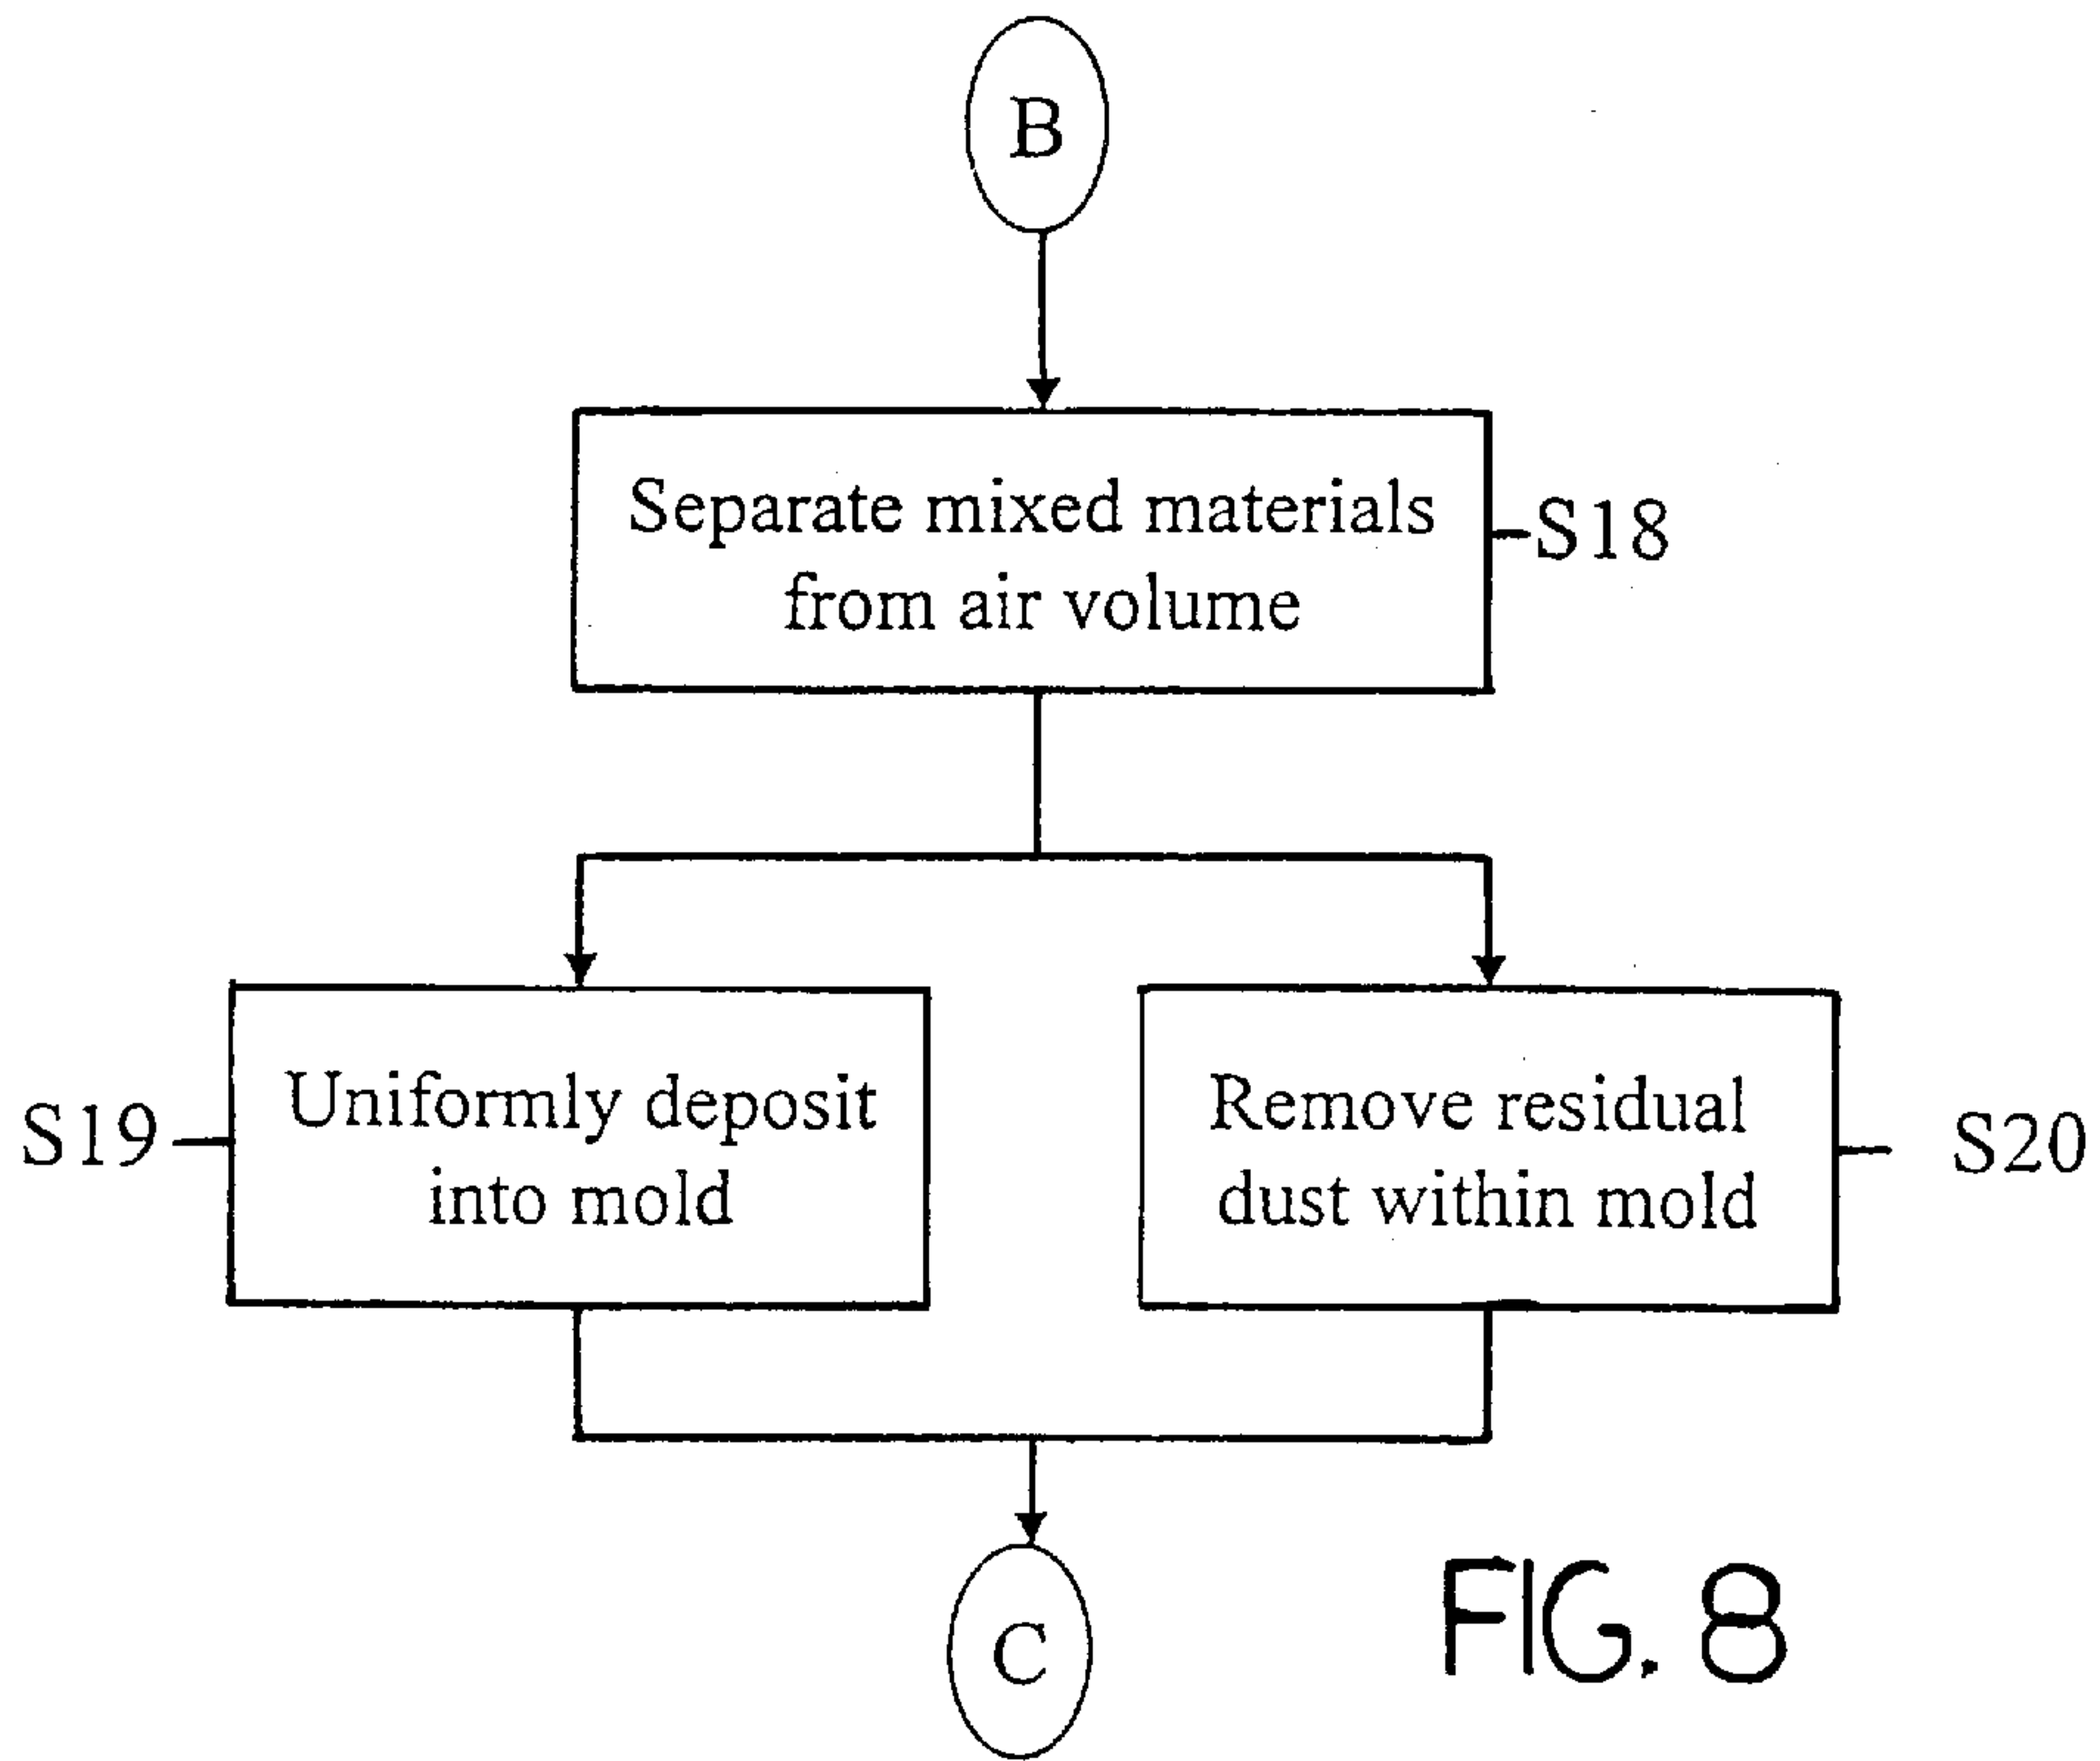 B
Separate mixed materials
from air volume
S18
S19
Uniformly deposit
into mold
Remove residual
dust within mold
S20
C
FIG. 8